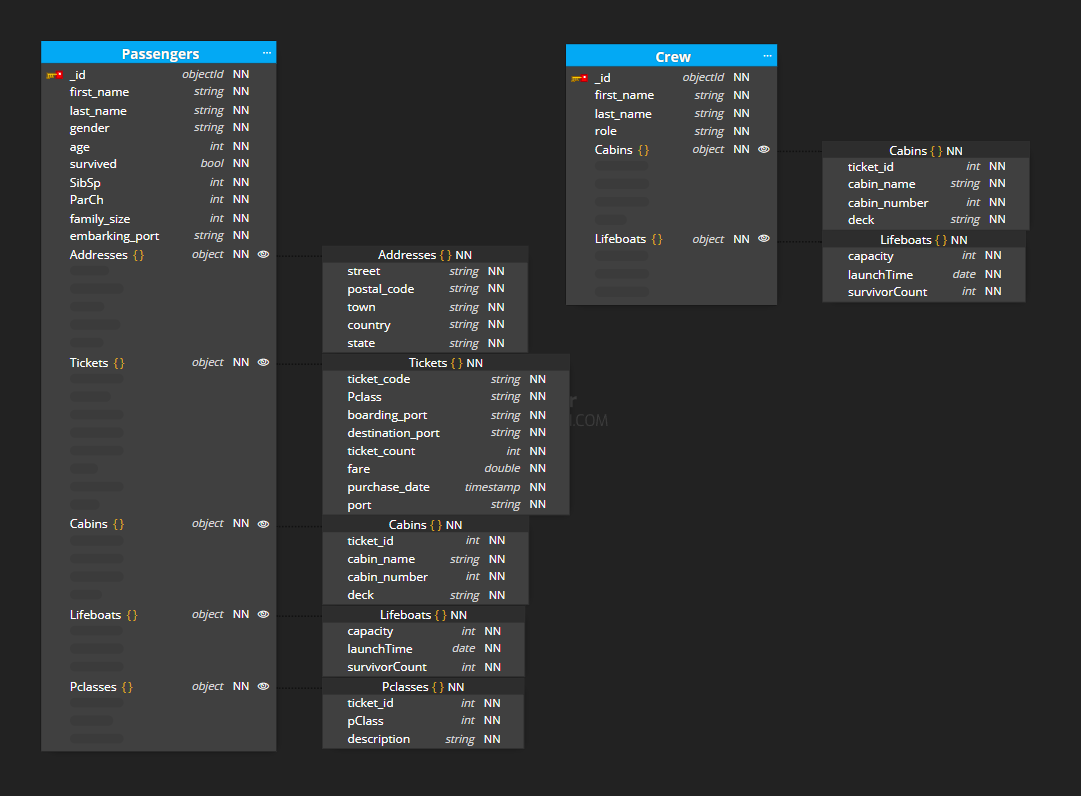 Passengers ...
_id objectId NN
first_name string NN
last_name string NN
gender string NN
age int NN
survived bool NN
SibSp int NN
ParCh int NN
family_size int NN
embarking_port string NN
Addresses {} object NN
Tickets {} object NN
Cabins {} object NN
Lifeboats {} object NN
Pclasses {} object NN
Addresses {} NN
street string NN
postal_code string NN
town string NN
country string NN
state string NN
Tickets {} NN
ticket_code string NN
Pclass string NN
boarding_port string NN
destination_port string NN
ticket_count int NN
fare double NN
purchase_date timestamp NN
port string NN
Cabins {} NN
ticket_id int NN
cabin_name string NN
cabin_number int NN
deck string NN
Lifeboats {} NN
capacity int NN
launchTime date NN
survivorCount int NN
Pclasses {} NN
ticket_id int NN
pClass int NN
description string NN
Crew ...
_id objectId NN
first_name string NN
last_name string NN
role string NN
Cabins {} object NN
Lifeboats {} object NN
Cabins {} NN
ticket_id int NN
cabin_name string NN
cabin_number int NN
deck string NN
Lifeboats {} NN
capacity int NN
launchTime date NN
survivorCount int NN